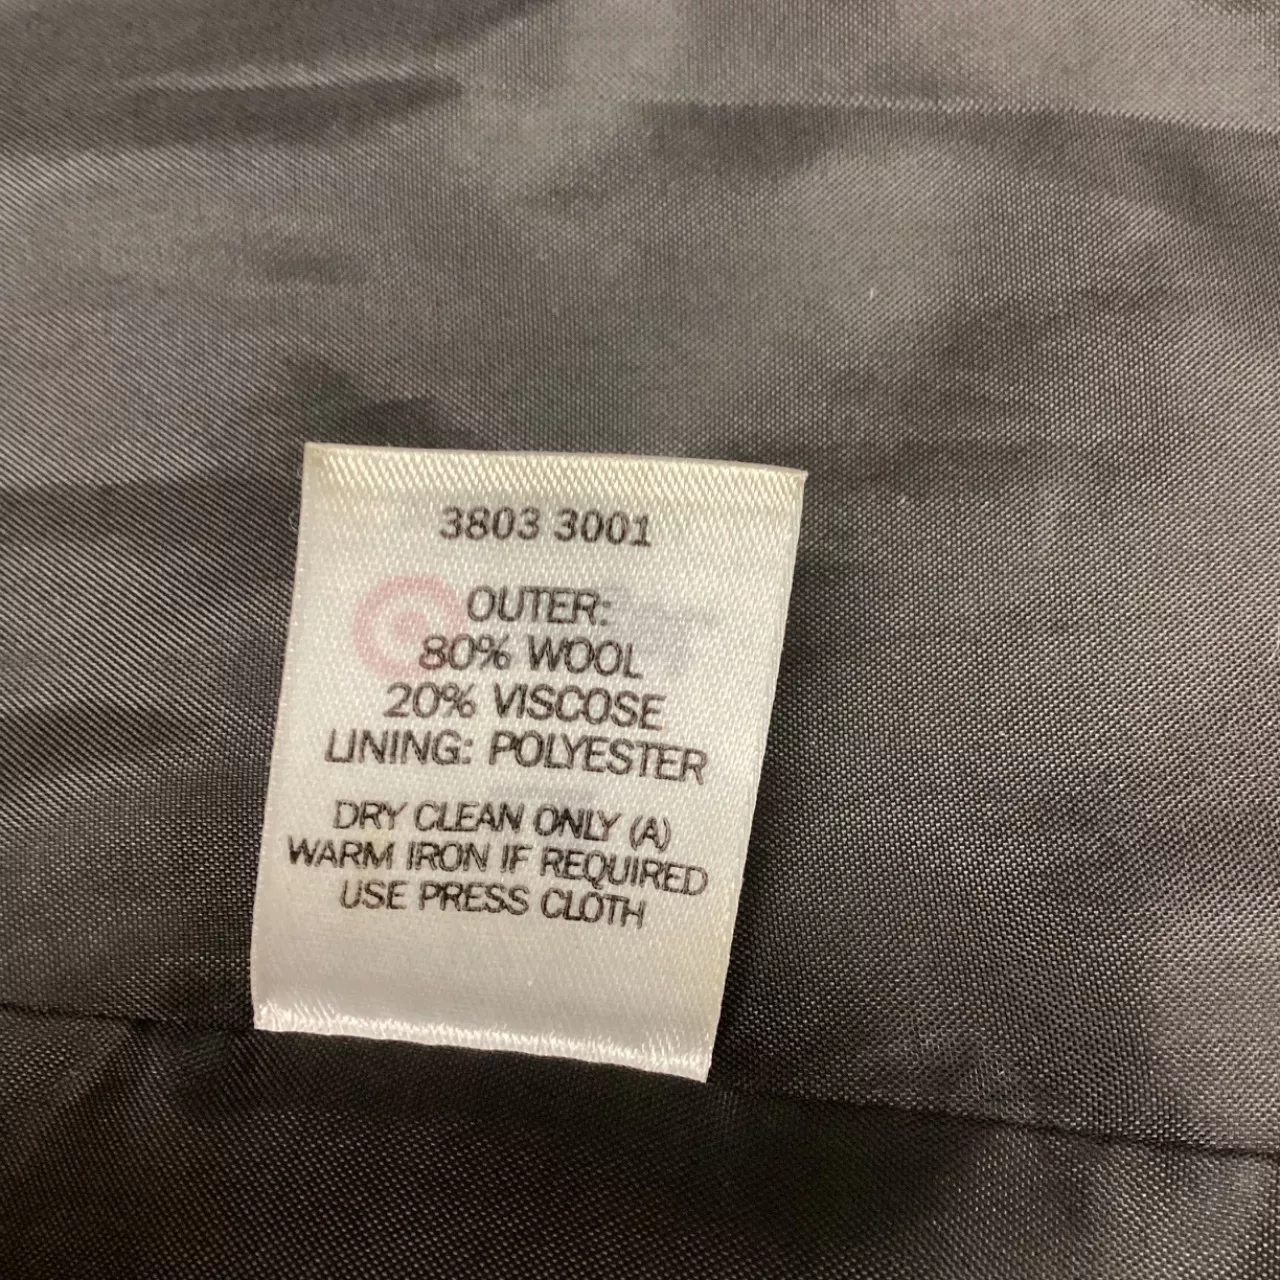 3803 3001
OUTER:
80% WOOL
20% VISCOSE
LINING: POLYESTER
DRY CLEAN ONLY (A)
WARM IRON IF REQUIRED
USE PRESS CLOTH